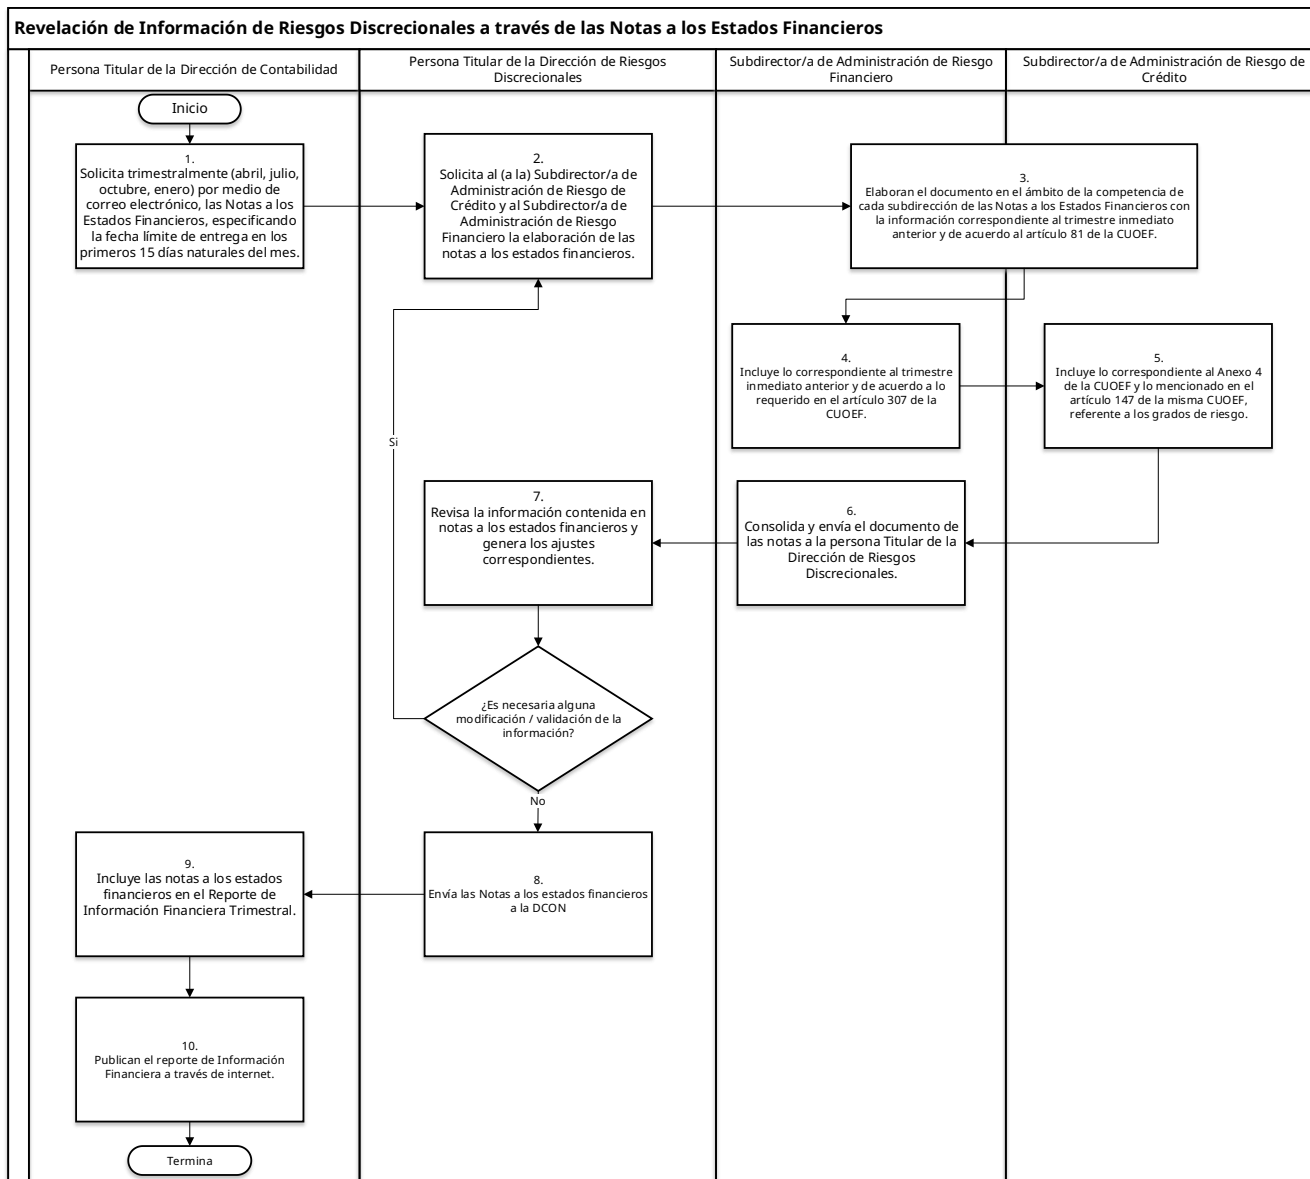 Revelación de Información de Riesgos Discrecionales a través de las Notas a los Estados Financieros
Persona Titular de la Dirección de Contabilidad
Persona Titular de la Dirección de Riesgos
Discrecionales
Subdirector/a de Administración de Riesgo
Financiero
Subdirector/a de Administración de Riesgo de
Crédito
Inicio
1.
Solicita trimestralmente (abril, julio,
octubre, enero) por medio de
correo electrónico, las Notas a los
Estados Financieros, especificando
la fecha límite de entrega en los
primeros 15 días naturales del mes.
2.
Solicita al (a la) Subdirector/a de
Administración de Riesgo de
Crédito y al Subdirector/a de
Administración de Riesgo
Financiero la elaboración de las
notas a los estados financieros.
3.
Elaboran el documento en el ámbito de la competencia de
cada subdirección de las Notas a los Estados Financieros con
la información correspondiente al trimestre inmediato
anterior y de acuerdo al artículo 81 de la CUOEF.
4.
Incluye lo correspondiente al trimestre
inmediato anterior y de acuerdo a lo
requerido en el artículo 307 de la
CUOEF.
5.
Incluye lo correspondiente al Anexo 4
de la CUOEF y lo mencionado en el
artículo 147 de la misma CUOEF,
referente a los grados de riesgo.
Si
7.
Revisa la información contenida en
notas a los estados financieros y
genera los ajustes
correspondientes.
6.
Consolida y envía el documento de
las notas a la persona Titular de la
Dirección de Riesgos
Discrecionales.
¿Es necesaria alguna
modificación / validación de la
información?
No
9.
Incluye las notas a los estados
financieros en el Reporte de
Información Financiera Trimestral.
8.
Envía las Notas a los estados financieros
a la DCON
10.
Publican el reporte de Información
Financiera a través de internet.
Termina